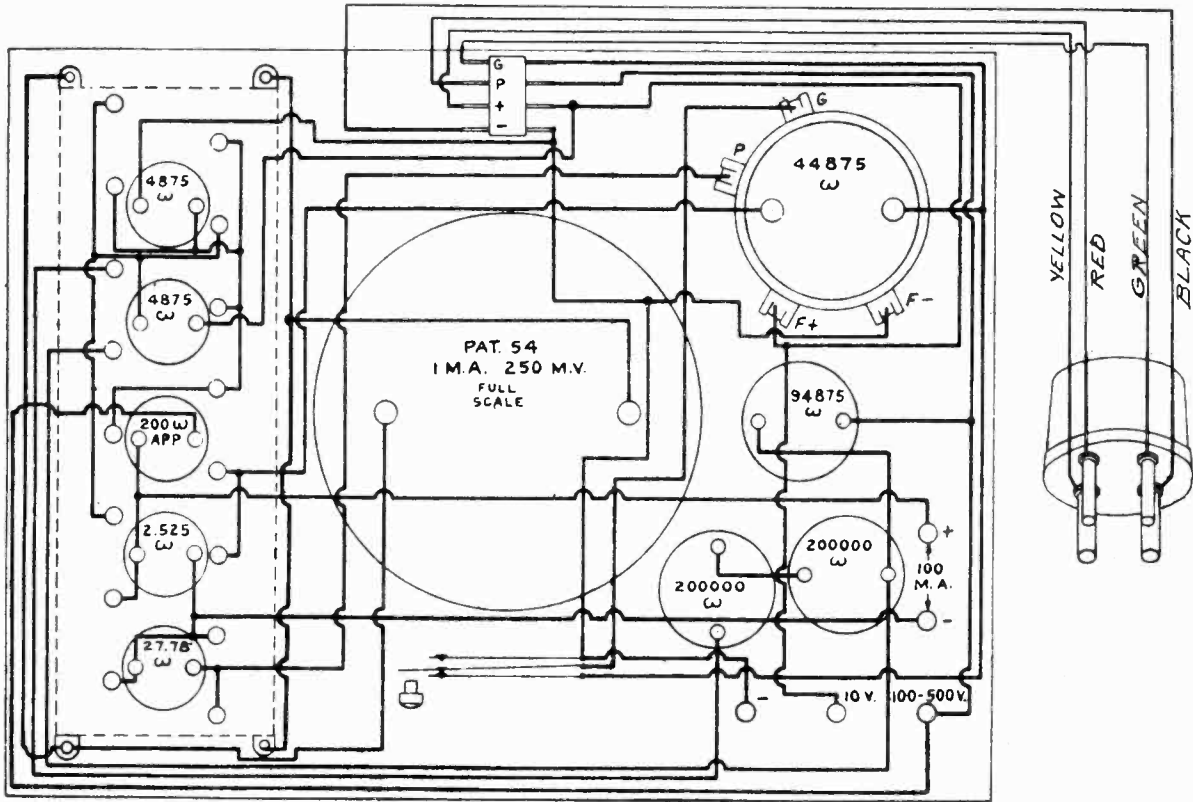 G
P
+
-
G
P
44875
ω
4875
ω
4875
ω
F+
F-
PAT. 54
1 M.A. 250 M.V.
FULL
SCALE
94875
ω
200 ω
APP
2.525
ω
200000
ω
200000
ω
+
100
M.A.
-
27.78
ω
-
10 V.
100-500V.
YELLOW
RED
GREEN
BLACK